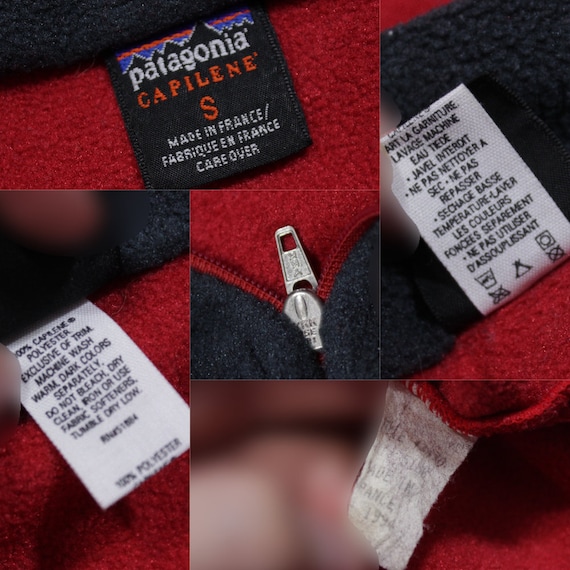 patagonia®
CAPILENE®
S
MADE IN FRANCE/
FABRIQUE EN FRANCE
CARE OVER
GARNITURE
LAVAGE MACHINE
EAU TIEDE
• JAVEL INTERDIT
• NE PAS NETTOYER A
SEC • NE PAS
REPASSER
• SECHAGE BASSE
TEMPERATURE • LAVER
LES COULEURS
FONCEES SEPAREMENT
• NE PAS UTILISER
D'ASSOUPLISSANT
100% CAPILENE®
POLYESTER
EXCLUSIVE OF TRIM
MACHINE WASH
WARM, DARK COLORS
SEPARATELY,
DO NOT BLEACH, DRY
CLEAN, IRON OR USE
FABRIC SOFTENERS.
TUMBLE DRY LOW.
100% POLYESTER